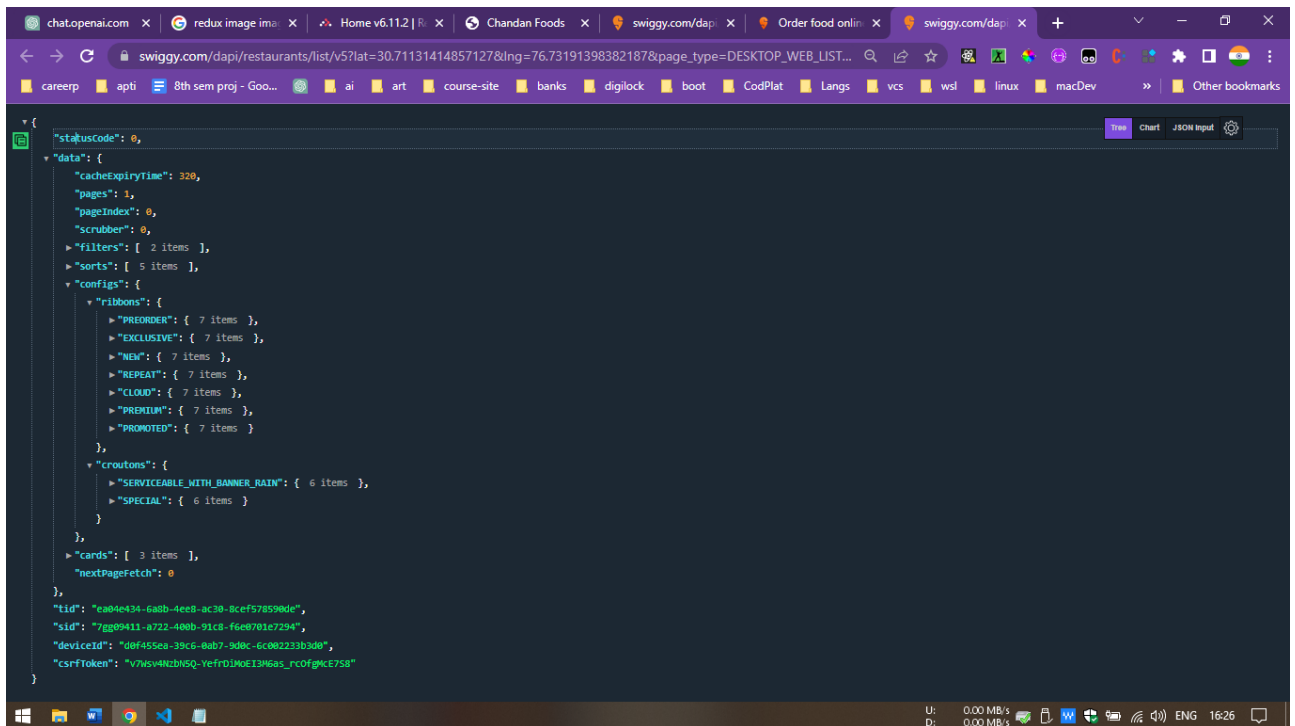 chat.openai.com
redux image ima
Home v6.11.2 | R
Chandan Foods
swiggy.com/dapi
Order food onlin
swiggy.com/dapi
swiggy.com/dapi/restaurants/list/v5?lat=30.71131414857127&lng=76.73191398382187&page_type=DESKTOP_WEB_LIST...
careerp apti 8th sem proj - Goo... ai art course-site banks digilock boot CodPlat Langs vcs wsl linux macDev » Other bookmarks
Tree Chart JSON Input
{
"statusCode": 0,
"data": {
"cacheExpiryTime": 320,
"pages": 1,
"pageIndex": 0,
"scrubber": 0,
"filters": [ 2 items ],
"sorts": [ 5 items ],
"configs": {
"ribbons": {
"PREORDER": { 7 items },
"EXCLUSIVE": { 7 items },
"NEW": { 7 items },
"REPEAT": { 7 items },
"CLOUD": { 7 items },
"PREMIUM": { 7 items },
"PROMOTED": { 7 items }
},
"croutons": {
"SERVICEABLE_WITH_BANNER_RAIN": { 6 items },
"SPECIAL": { 6 items }
}
},
"cards": [ 3 items ],
"nextPageFetch": 0
},
"tid": "ea04e434-6a8b-4ee8-ac30-8cef578590de",
"sid": "7gg09411-a722-400b-91c8-f6e0701e7294",
"deviceId": "d0f455ea-39c6-0ab7-9d0c-6c002233b3d0",
"csrfToken": "v7Wsv4NzbN5Q-YefrDiMoEI3M6as_rcOfgMcE7S8"
}
U: 0.00 MB/s
D: 0.00 MB/s
ENG 16:26